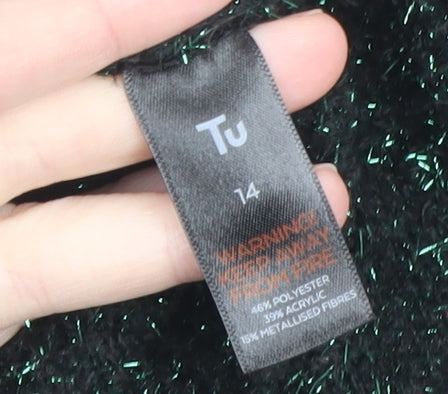 Tu
14
WARNING!
KEEP AWAY
FROM FIRE
46% POLYESTER
39% ACRYLIC
15% METALLISED FIBRES